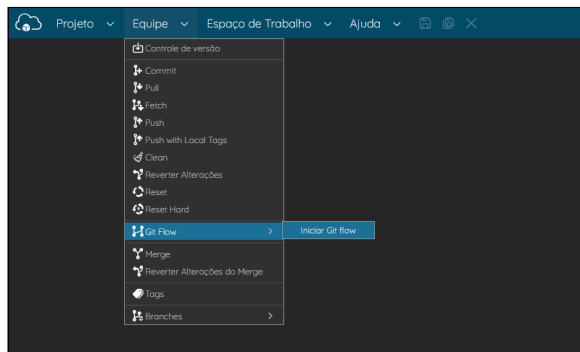 Projeto Equipe Espaço de Trabalho Ajuda
Controle de versão
Commit
Pull
Fetch
Push
Push with Local Tags
Clean
Reverter Alterações
Reset
Reset Hard
Git Flow Iniciar Git flow
Merge
Reverter Alterações do Merge
Tags
Branches